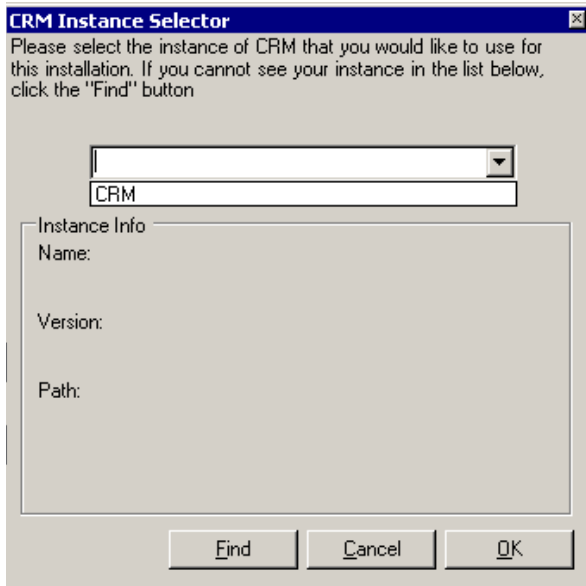 CRM Instance Selector
Please select the instance of CRM that you would like to use for
this installation. If you cannot see your instance in the list below,
click the "Find" button
CRM
Instance Info
Name:
Version:
Path:
Find Cancel OK